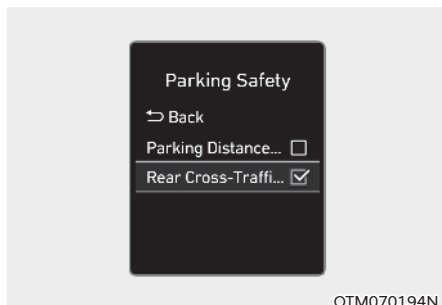 Parking Safety
Back
Parking Distance...
Rear Cross-Traffi...
OTM070194N